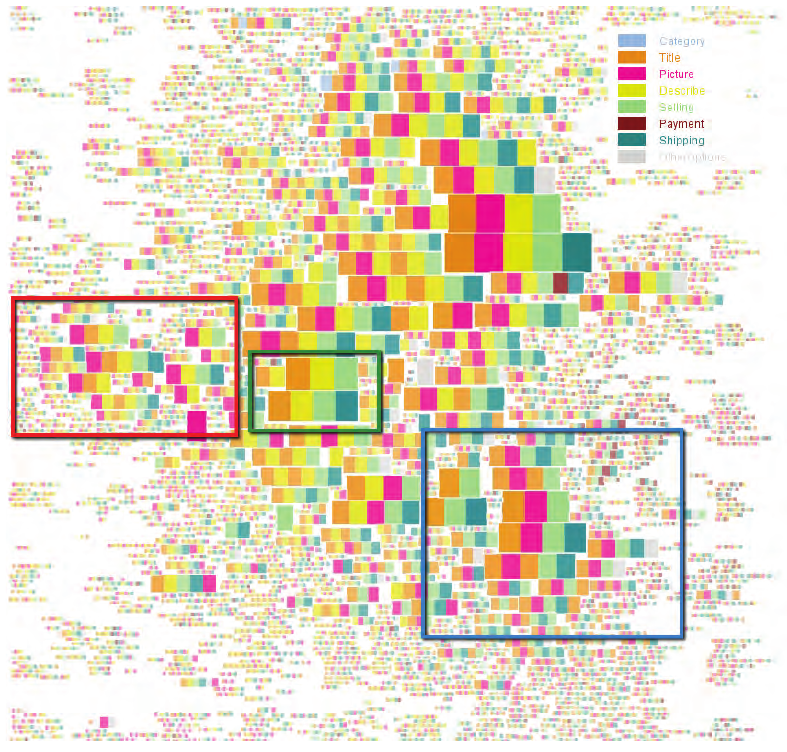 Category
Title
Picture
Describe
Selling
Payment
Shipping
Other options